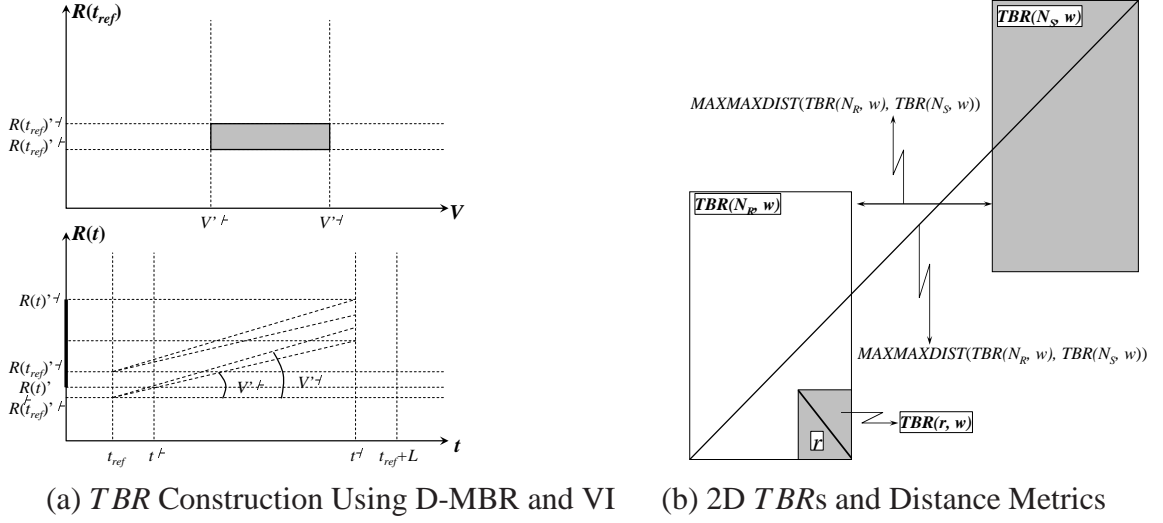 R(t_ref)
R(t_ref)'⊣
R(t_ref)'⊢
V'⊢
V'⊣
V
R(t)
R(t)'⊣
R(t_ref)'⊣
R(t)'⊢
R(t_ref)'⊢
V'⊢
V'⊣
t_ref
t⊢
t⊣
t_ref+L
t
(a) TBR Construction Using D-MBR and VI
TBR(N_S, w)
MAXMAXDIST(TBR(N_R, w), TBR(N_S, w))
TBR(N_R, w)
MAXMAXDIST(TBR(N_R, w), TBR(N_S, w))
r
TBR(r, w)
(b) 2D TBRs and Distance Metrics